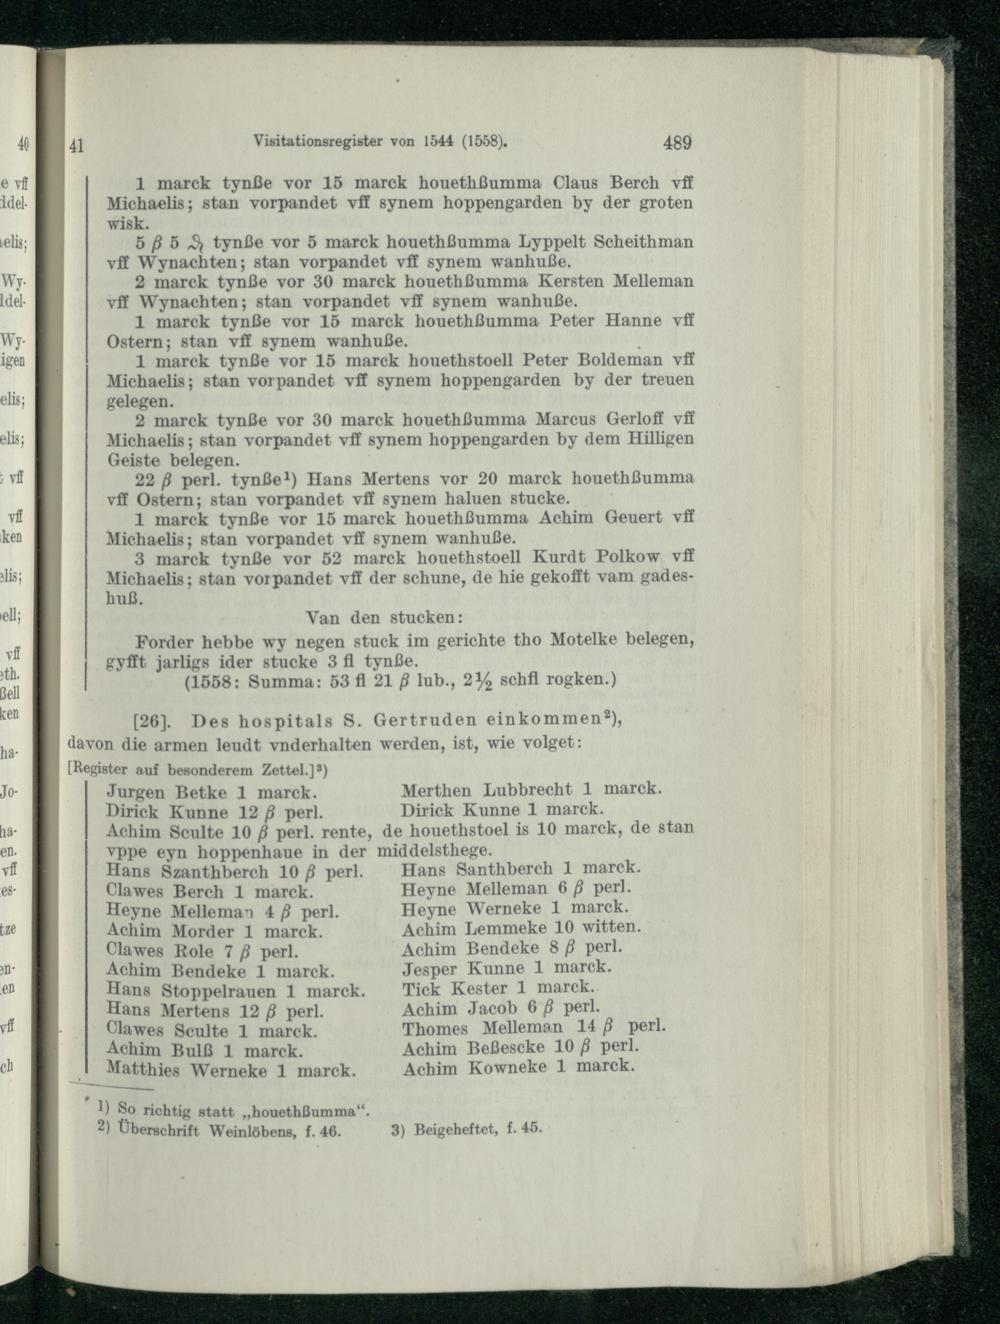 41 Visitationsregister von 1544 (1558). 489
1 marck tynße vor 15 marck houethßumma Claus Berch vff
Michaelis; stan vorpandet vff synem hoppengarden by der groten
wisk.
5 β 5 ₰ tynße vor 5 marck houethßumma Lyppelt Scheithman
vff Wynachten; stan vorpandet vff synem wanhuße.
2 marck tynße vor 30 marck houethßumma Kersten Melleman
vff Wynachten; stan vorpandet vff synem wanhuße.
1 marck tynße vor 15 marck houethßumma Peter Hanne vff
Ostern; stan vff synem wanhuße.
1 marck tynße vor 15 marck houethstoell Peter Boldeman vff
Michaelis; stan vorpandet vff synem hoppengarden by der treuen
gelegen.
2 marck tynße vor 30 marck houethßumma Marcus Gerloff vff
Michaelis; stan vorpandet vff synem hoppengarden by dem Hilligen
Geiste belegen.
22 β perl. tynße¹) Hans Mertens vor 20 marck houethßumma
vff Ostern; stan vorpandet vff synem haluen stucke.
1 marck tynße vor 15 marck houethßumma Achim Geuert vff
Michaelis; stan vorpandet vff synem wanhuße.
3 marck tynße vor 52 marck houethstoell Kurdt Polkow vff
Michaelis; stan vorpandet vff der schune, de hie gekofft vam gades-
huß.
Van den stucken:
Forder hebbe wy negen stuck im gerichte tho Motelke belegen,
gyfft jarligs ider stucke 3 fl tynße.
(1558: Summa: 53 fl 21 β lub., 2½ schfl rogken.)
[26]. Des hospitals S. Gertruden einkommen²),
davon die armen leudt vnderhalten werden, ist, wie volget:
[Register auf besonderem Zettel.]³)
Jurgen Betke 1 marck. Merthen Lubbrecht 1 marck.
Dirick Kunne 12 β perl. Dirick Kunne 1 marck.
Achim Sculte 10 β perl. rente, de houethstoel is 10 marck, de stan
vppe eyn hoppenhaue in der middelsthege.
Hans Szanthberch 10 β perl. Hans Santhberch 1 marck.
Clawes Berch 1 marck. Heyne Melleman 6 β perl.
Heyne Melleman 4 β perl. Heyne Werneke 1 marck.
Achim Morder 1 marck. Achim Lemmeke 10 witten.
Clawes Role 7 β perl. Achim Bendeke 8 β perl.
Achim Bendeke 1 marck. Jesper Kunne 1 marck.
Hans Stoppelrauen 1 marck. Tick Kester 1 marck.
Hans Mertens 12 β perl. Achim Jacob 6 β perl.
Clawes Sculte 1 marck. Thomes Melleman 14 β perl.
Achim Bulß 1 marck. Achim Beßescke 10 β perl.
Matthies Werneke 1 marck. Achim Kowneke 1 marck.
1) So richtig statt „houethßumma“.
2) Überschrift Weinlöbens, f. 46. 3) Beigeheftet, f. 45.